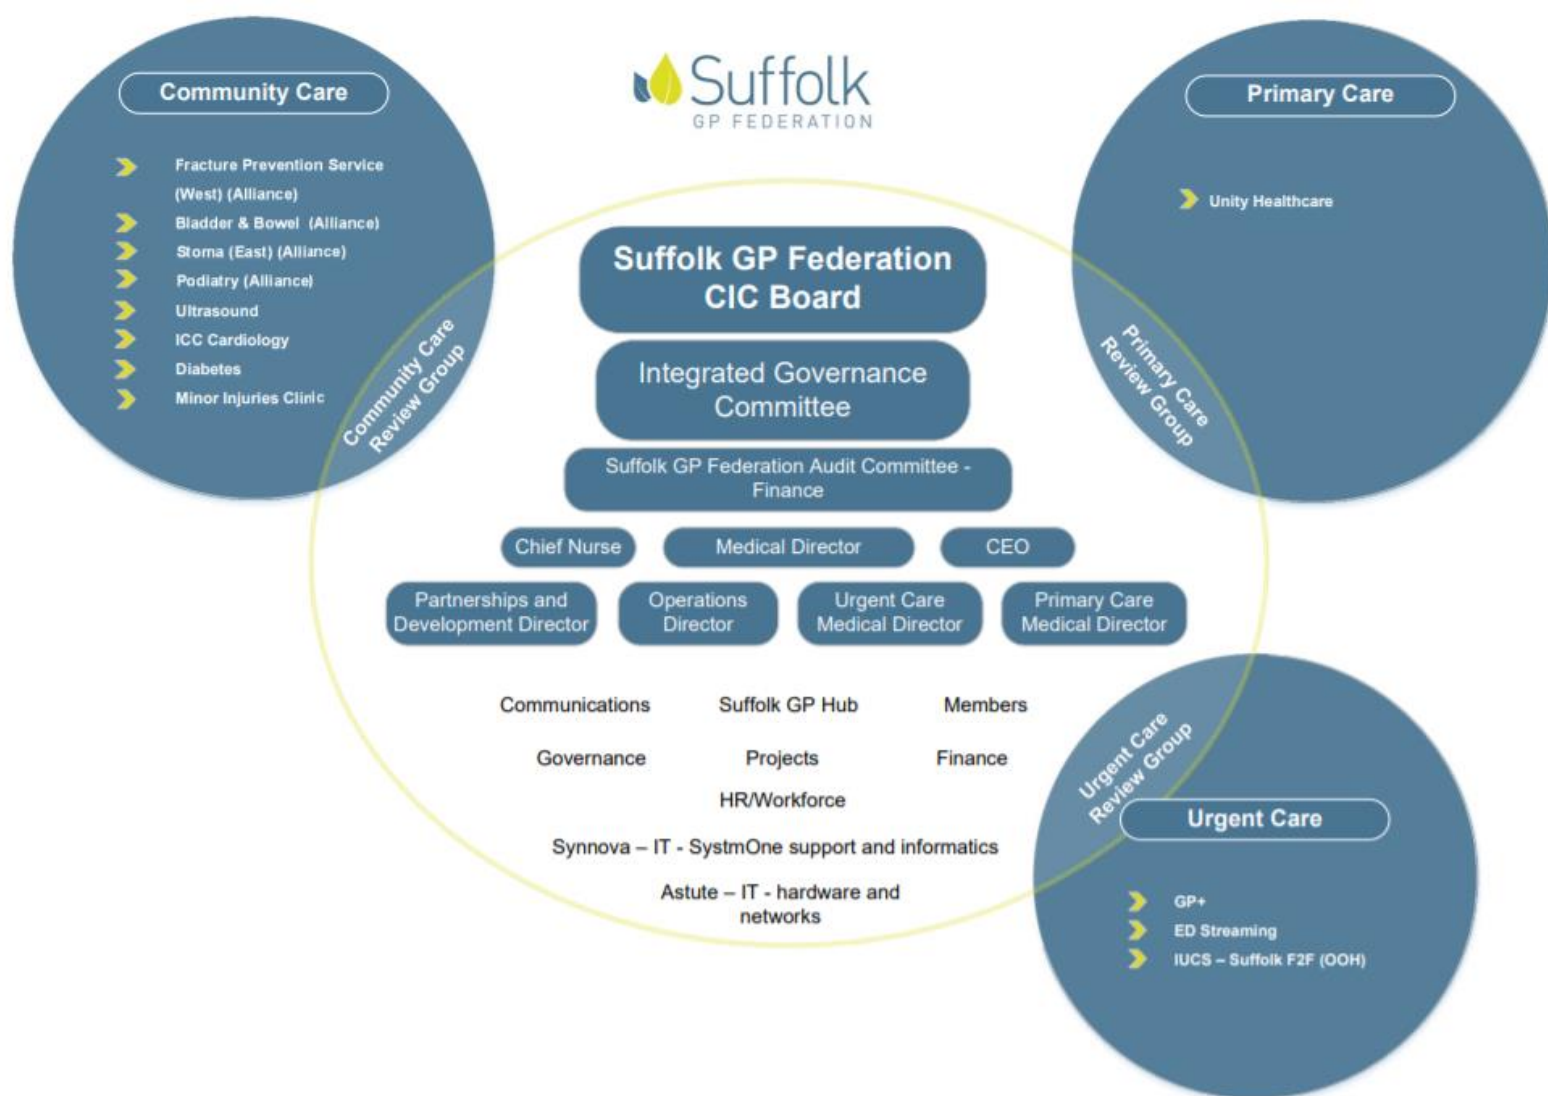 Suffolk
GP FEDERATION
Community Care
Fracture Prevention Service
(West) (Alliance)
Bladder & Bowel (Alliance)
Stoma (East) (Alliance)
Podiatry (Alliance)
Ultrasound
ICC Cardiology
Diabetes
Minor Injuries Clinic
Community Care
Review Group
Primary Care
Unity Healthcare
Primary Care
Review Group
Suffolk GP Federation
CIC Board
Integrated Governance
Committee
Suffolk GP Federation Audit Committee -
Finance
Chief Nurse
Medical Director
CEO
Partnerships and
Development Director
Operations
Director
Urgent Care
Medical Director
Primary Care
Medical Director
Communications
Suffolk GP Hub
Members
Governance
Projects
Finance
HR/Workforce
Synnova – IT - SystmOne support and informatics
Astute – IT - hardware and
networks
Urgent Care
Review Group
Urgent Care
GP+
ED Streaming
IUCS – Suffolk F2F (OOH)